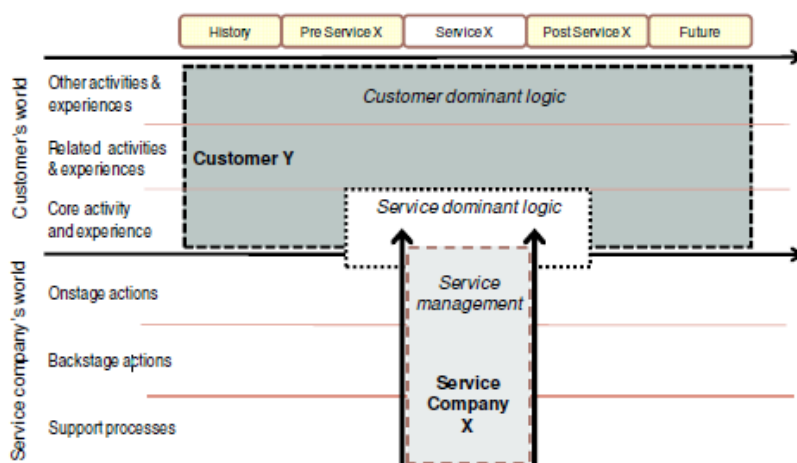 History
Pre Service X
Service X
Post Service X
Future
Customer's world
Other activities &
experiences
Customer dominant logic
Related activities
& experiences
Customer Y
Core activity
and experience
Service dominant logic
Service company's world
Onstage actions
Service
management
Backstage actions
Service
Company
X
Support processes